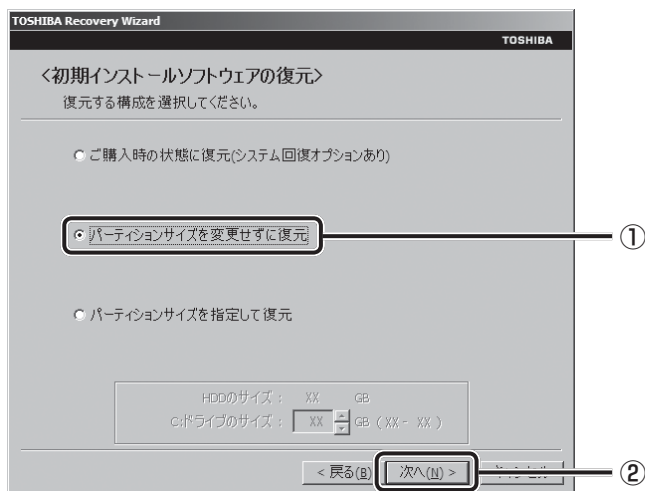 TOSHIBA Recovery Wizard
TOSHIBA
<初期インストールソフトウェアの復元>
復元する構成を選択してください。
ご購入時の状態に復元(システム回復オプションあり)
パーティションサイズを変更せずに復元
①
パーティションサイズを指定して復元
HDDのサイズ: XX GB
C:ドライブのサイズ: XX GB ( XX - XX )
< 戻る(B) 次へ(N) >
②